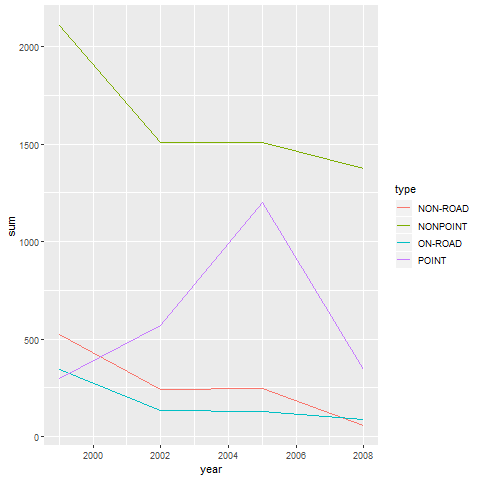 2000
1500
1000
500
0
sum
2000
2002
2004
2006
2008
year
type
NON-ROAD
NONPOINT
ON-ROAD
POINT